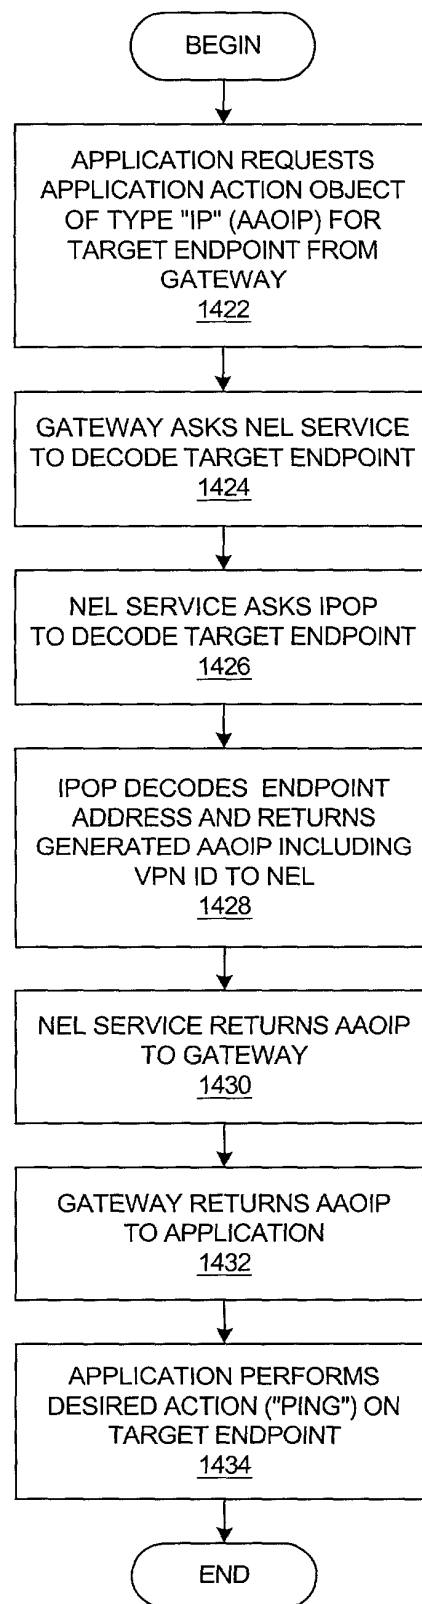 BEGIN
APPLICATION REQUESTS
APPLICATION ACTION OBJECT
OF TYPE "IP" (AAOIP) FOR
TARGET ENDPOINT FROM
GATEWAY
1422
GATEWAY ASKS NEL SERVICE
TO DECODE TARGET ENDPOINT
1424
NEL SERVICE ASKS IPOP
TO DECODE TARGET ENDPOINT
1426
IPOP DECODES ENDPOINT
ADDRESS AND RETURNS
GENERATED AAOIP INCLUDING
VPN ID TO NEL
1428
NEL SERVICE RETURNS AAOIP
TO GATEWAY
1430
GATEWAY RETURNS AAOIP
TO APPLICATION
1432
APPLICATION PERFORMS
DESIRED ACTION ("PING") ON
TARGET ENDPOINT
1434
END